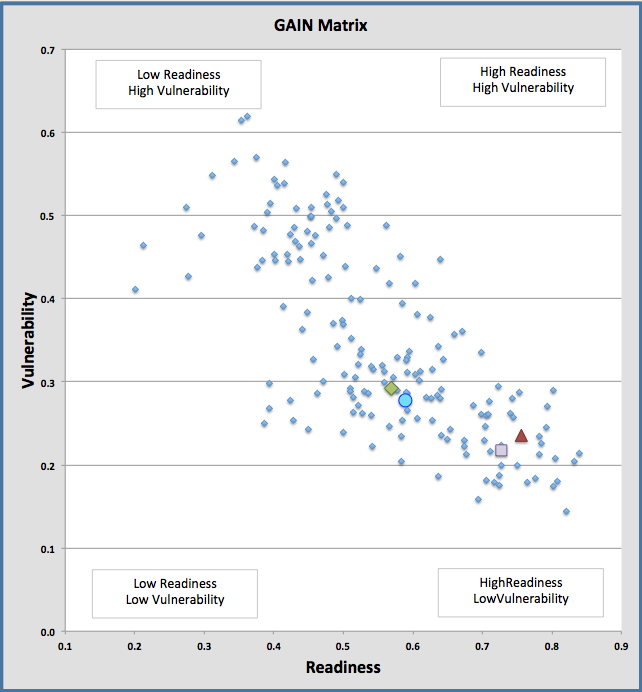 GAIN Matrix
0.7
0.6
0.5
0.4
0.3
0.2
0.1
0.0
Vulnerability
Low Readiness
High Vulnerability
High Readiness
High Vulnerability
Low Readiness
Low Vulnerability
HighReadiness
LowVulnerability
0.1 0.2 0.3 0.4 0.5 0.6 0.7 0.8 0.9
Readiness